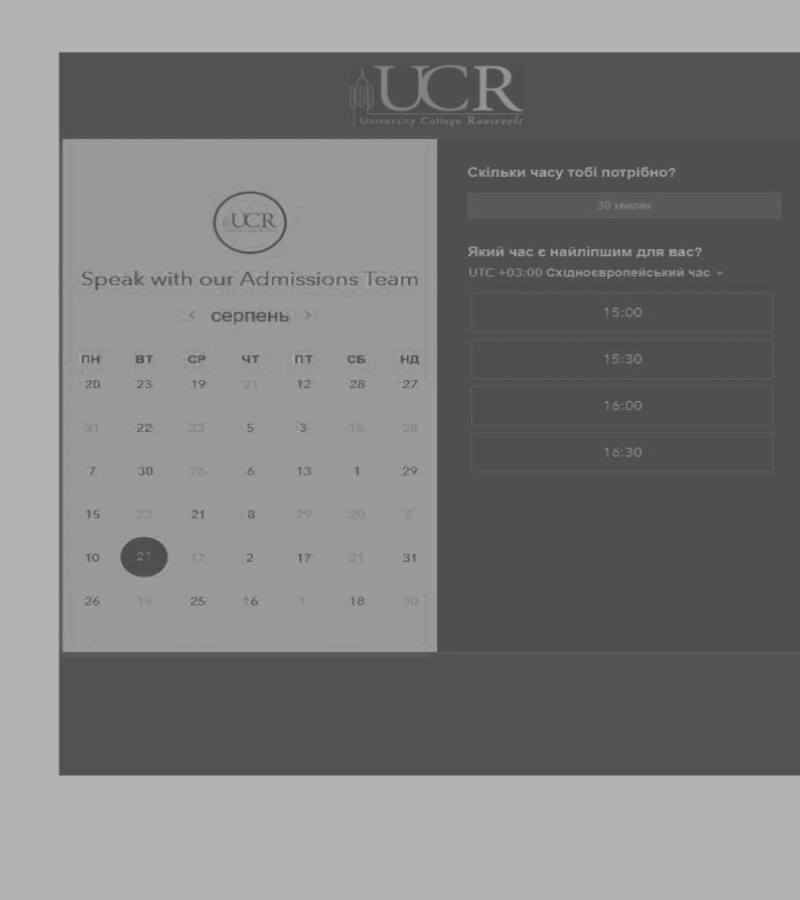 UCR
University College Roosevelt
UCR
Speak with our Admissions Team
< серпень >
ПН ВТ СР ЧТ ПТ СБ НД
20 23 19 21 12 28 27
31 22 23 5 3 15 28
7 30 26 6 13 1 29
15 23 21 8 29 20 2
10 21 17 2 17 21 31
26 15 25 16 1 18 30
Скільки часу тобі потрібно?
30 хвилин
Який час є найліпшим для вас?
UTC +03:00 Східноєвропейський час
15:00
15:30
16:00
16:30